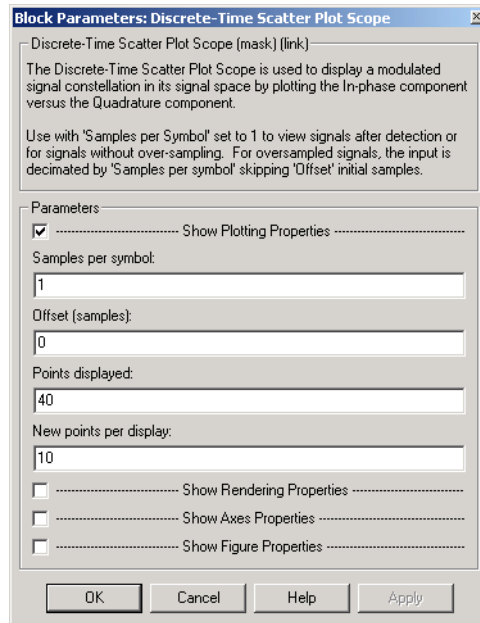 Block Parameters: Discrete-Time Scatter Plot Scope
Discrete-Time Scatter Plot Scope (mask) (link)
The Discrete-Time Scatter Plot Scope is used to display a modulated
signal constellation in its signal space by plotting the In-phase component
versus the Quadrature component.
Use with 'Samples per Symbol' set to 1 to view signals after detection or
for signals without over-sampling. For oversampled signals, the input is
decimated by 'Samples per symbol' skipping 'Offset' initial samples.
Parameters
------------------------------ Show Plotting Properties --------------------------------
Samples per symbol:
1
Offset (samples):
0
Points displayed:
40
New points per display:
10
------------------------------ Show Rendering Properties ----------------------------
------------------------------ Show Axes Properties -----------------------------------
------------------------------ Show Figure Properties ---------------------------------
OK Cancel Help Apply